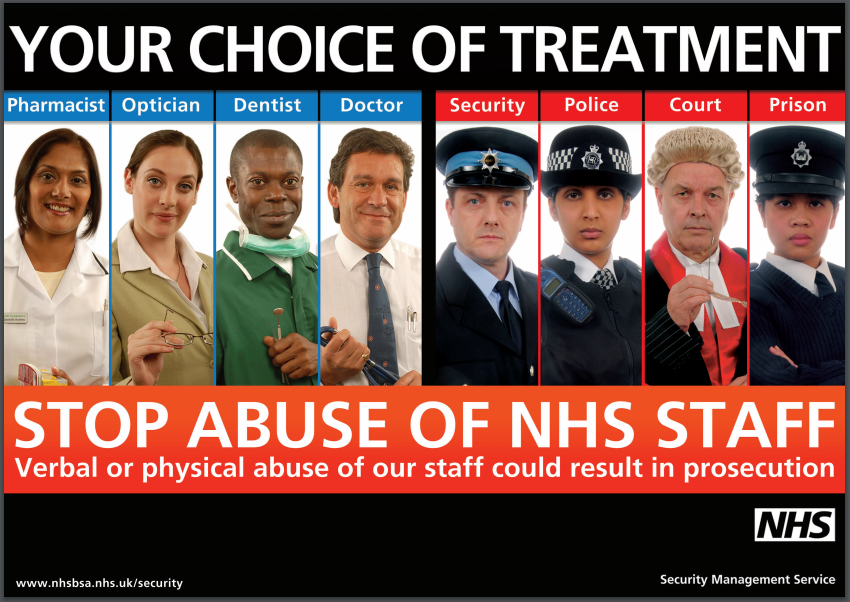 YOUR CHOICE OF TREATMENT
Pharmacist Optician Dentist Doctor Security Police Court Prison
STOP ABUSE OF NHS STAFF
Verbal or physical abuse of our staff could result in prosecution
NHS
www.nhsbsa.nhs.uk/security
Security Management Service